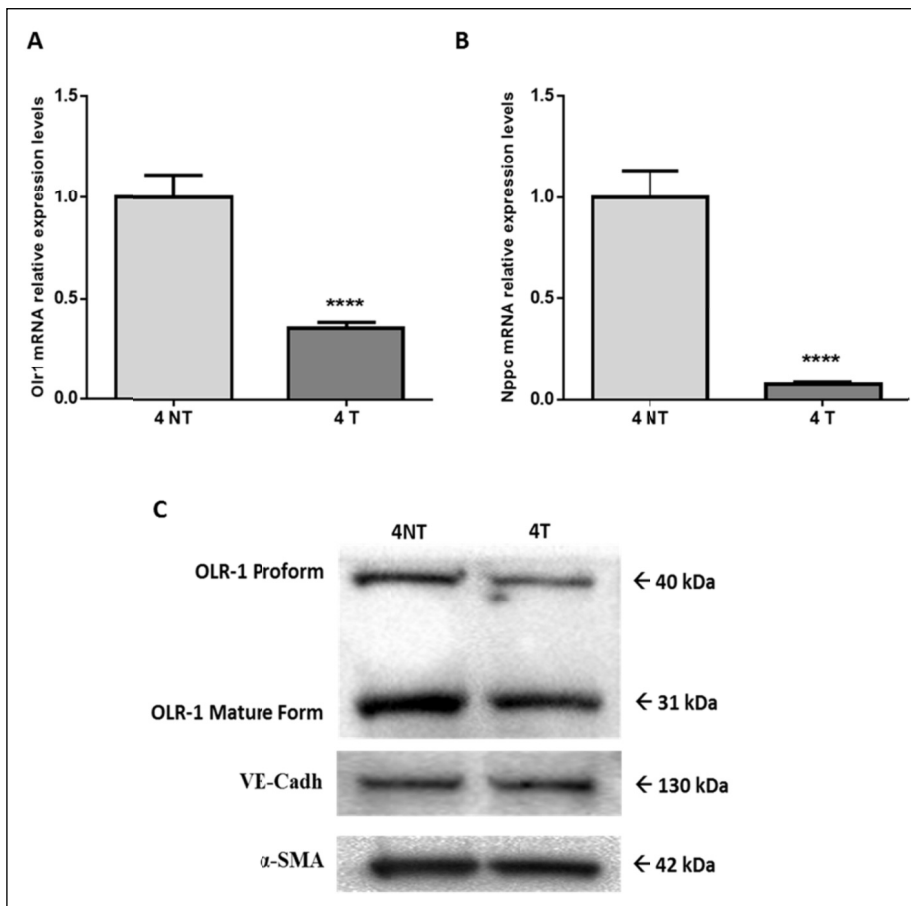 A
Olr1 mRNA relative expression levels
1.5
1.0
0.5
0.0
****
4 NT
4 T
B
Nppc mRNA relative expression levels
1.5
1.0
0.5
0.0
****
4 NT
4 T
C
4NT
4T
OLR-1 Proform
← 40 kDa
OLR-1 Mature Form
← 31 kDa
VE-Cadh
← 130 kDa
α-SMA
← 42 kDa